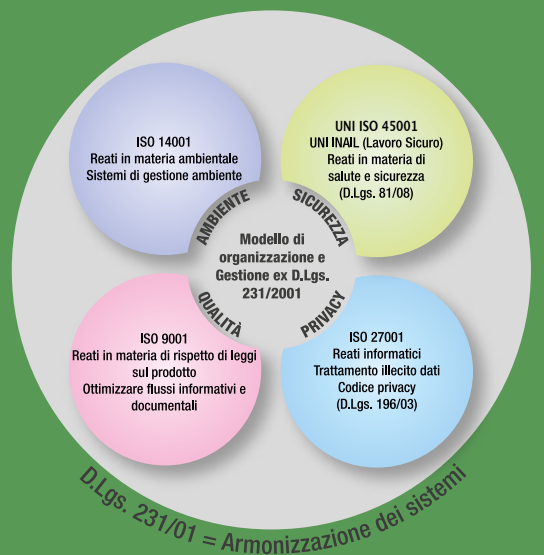 ISO 14001
Reati in materia ambientale
Sistemi di gestione ambiente
UNI ISO 45001
UNI INAIL (Lavoro Sicuro)
Reati in materia di
salute e sicurezza
(D.Lgs. 81/08)
AMBIENTE
SICUREZZA
Modello di
organizzazione e
Gestione ex D.Lgs.
231/2001
QUALITÀ
PRIVACY
ISO 9001
Reati in materia di rispetto di leggi
sul prodotto
Ottimizzare flussi informativi e
documentali
ISO 27001
Reati informatici
Trattamento illecito dati
Codice privacy
(D.Lgs. 196/03)
D.Lgs. 231/01 = Armonizzazione dei sistemi